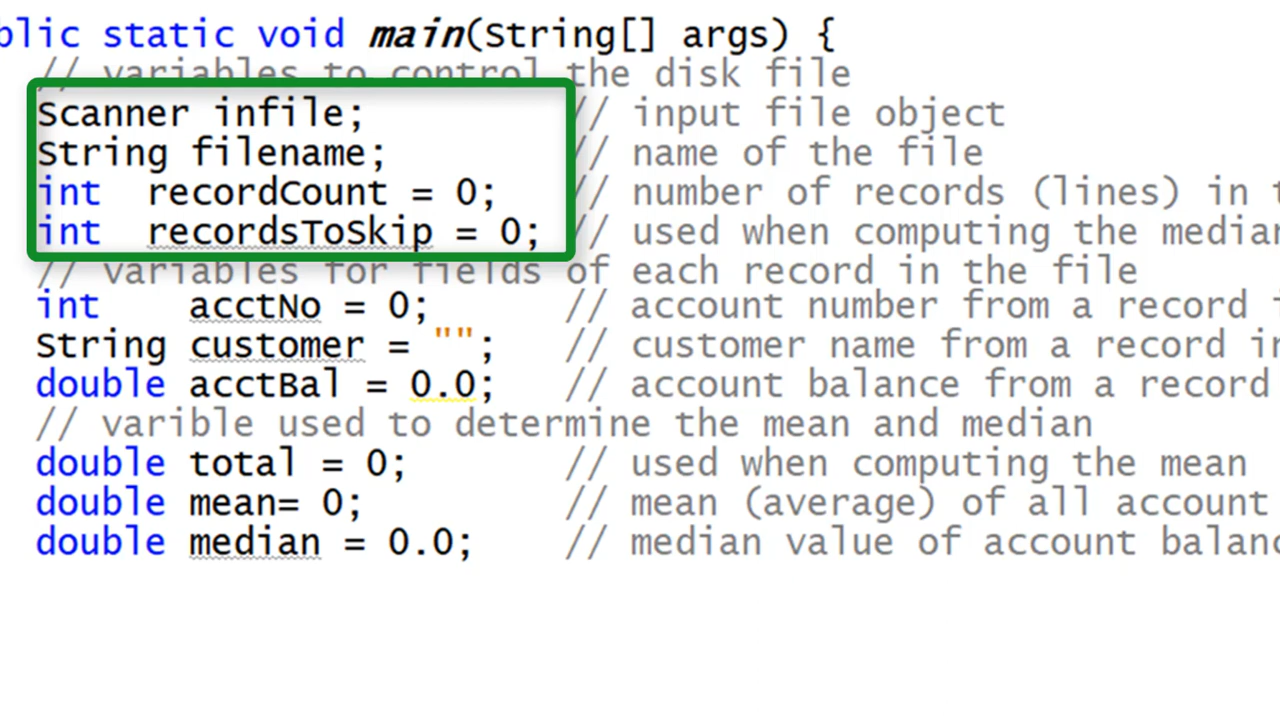 blic static void main(String[] args) {
// variables to control the disk file
Scanner infile; // input file object
String filename; // name of the file
int recordCount = 0; // number of records (lines) in t
int recordsToSkip = 0; // used when computing the median
// variables for fields of each record in the file
int acctNo = 0; // account number from a record i
String customer = ""; // customer name from a record in
double acctBal = 0.0; // account balance from a record
// varible used to determine the mean and median
double total = 0; // used when computing the mean
double mean= 0; // mean (average) of all account
double median = 0.0; // median value of account balanc